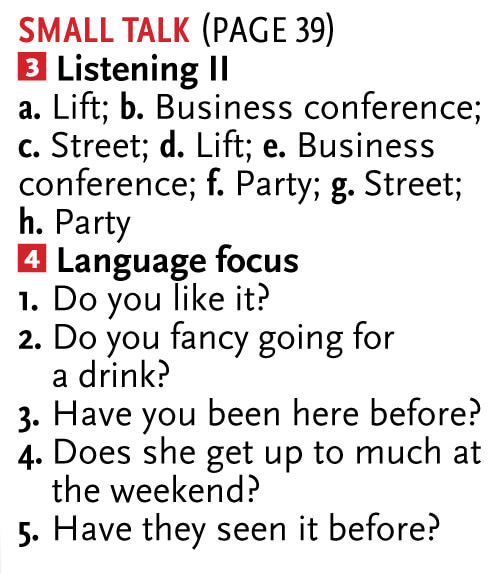 SMALL TALK (PAGE 39)
3 Listening II
a. Lift; b. Business conference;
c. Street; d. Lift; e. Business
conference; f. Party; g. Street;
h. Party
4 Language focus
1. Do you like it?
2. Do you fancy going for
a drink?
3. Have you been here before?
4. Does she get up to much at
the weekend?
5. Have they seen it before?